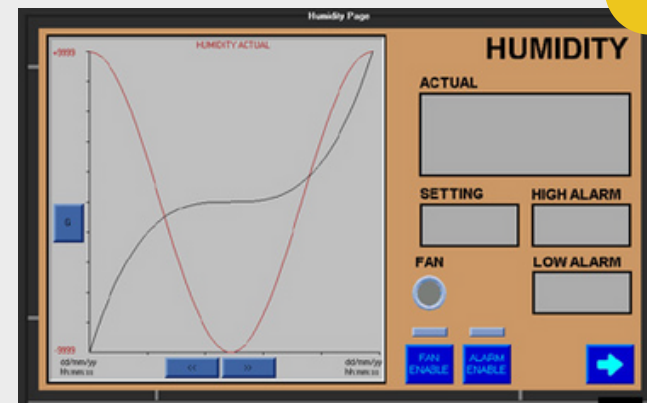 Humidity Page
+9999
HUMIDITY ACTUAL
G
-9999
dd/mm/yy
hh:mm:ss
<<
>>
dd/mm/yy
hh:mm:ss
HUMIDITY
ACTUAL
SETTING
HIGH ALARM
FAN
LOW ALARM
FAN
ENABLE
ALARM
ENABLE